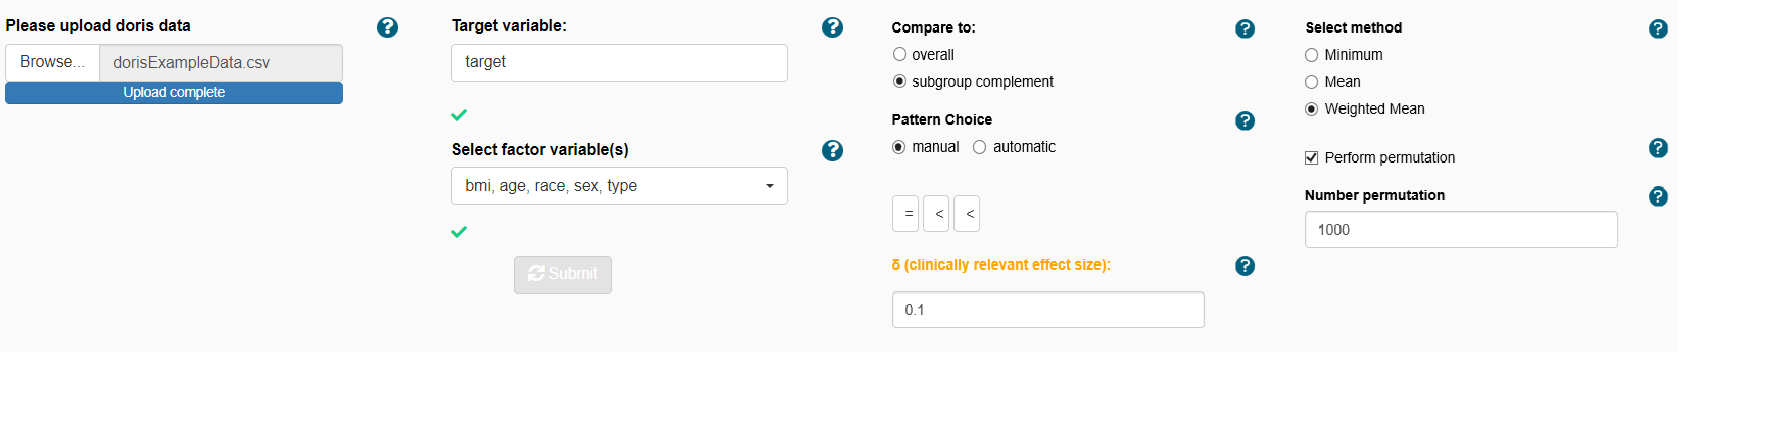 Please upload doris data
?
Browse...
dorisExampleData.csv
Upload complete
Target variable:
?
target
Select factor variable(s)
?
bmi, age, race, sex, type
Submit
Compare to:
?
overall
subgroup complement
Pattern Choice
?
manual
automatic
=
<
<
δ (clinically relevant effect size):
?
0.1
Select method
?
Minimum
Mean
Weighted Mean
Perform permutation
?
Number permutation
?
1000